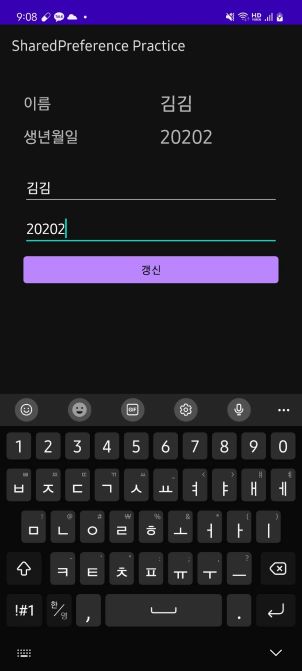 9:08
SharedPreference Practice
이름 김김
생년월일 20202
김김
20202
갱신
GIF
1 2 3 4 5 6 7 8 9 0
ㅂ ㅈ ㄷ ㄱ ㅅ ㅛ ㅕ ㅑ ㅐ ㅔ
ㅁ ㄴ ㅇ ㄹ ㅎ ㅗ ㅓ ㅏ ㅣ
ㅋ ㅌ ㅊ ㅍ ㅠ ㅜ ㅡ
!#1 한/영 , .